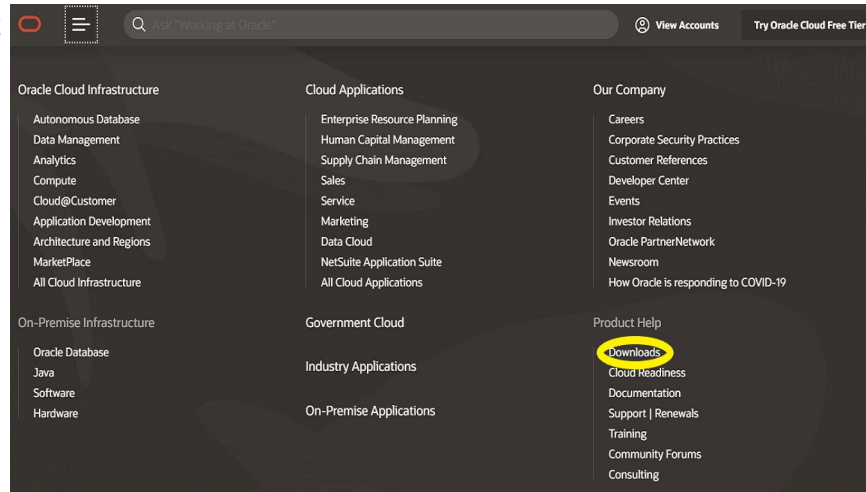 Ask "Working at Oracle"
View Accounts
Try Oracle Cloud Free Tier
Oracle Cloud Infrastructure
Autonomous Database
Data Management
Analytics
Compute
Cloud@Customer
Application Development
Architecture and Regions
MarketPlace
All Cloud Infrastructure
On-Premise Infrastructure
Oracle Database
Java
Software
Hardware
Cloud Applications
Enterprise Resource Planning
Human Capital Management
Supply Chain Management
Sales
Service
Marketing
Data Cloud
NetSuite Application Suite
All Cloud Applications
Government Cloud
Industry Applications
On-Premise Applications
Our Company
Careers
Corporate Security Practices
Customer References
Developer Center
Events
Investor Relations
Oracle PartnerNetwork
Newsroom
How Oracle is responding to COVID-19
Product Help
Downloads
Cloud Readiness
Documentation
Support | Renewals
Training
Community Forums
Consulting